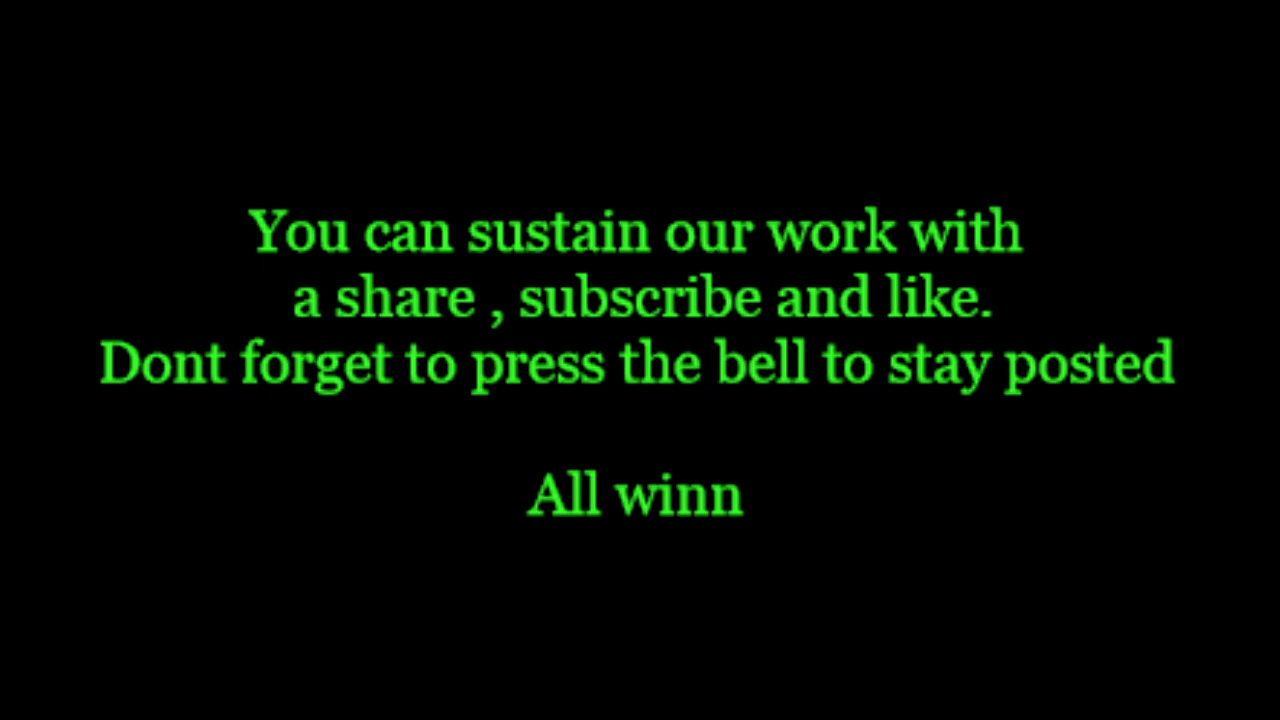 You can sustain our work with
a share , subscribe and like.
Dont forget to press the bell to stay posted
All winn